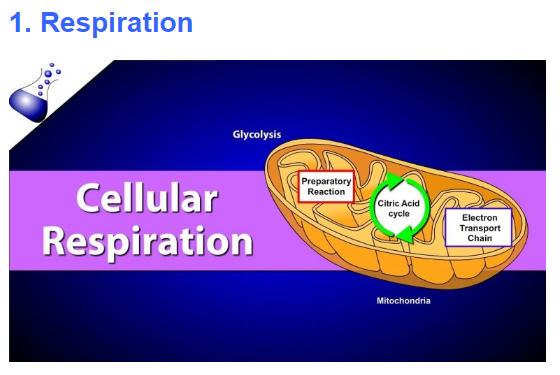 1. Respiration
Glycolysis
Cellular
Respiration
Preparatory
Reaction
Citric Acid
cycle
Electron
Transport
Chain
Mitochondria